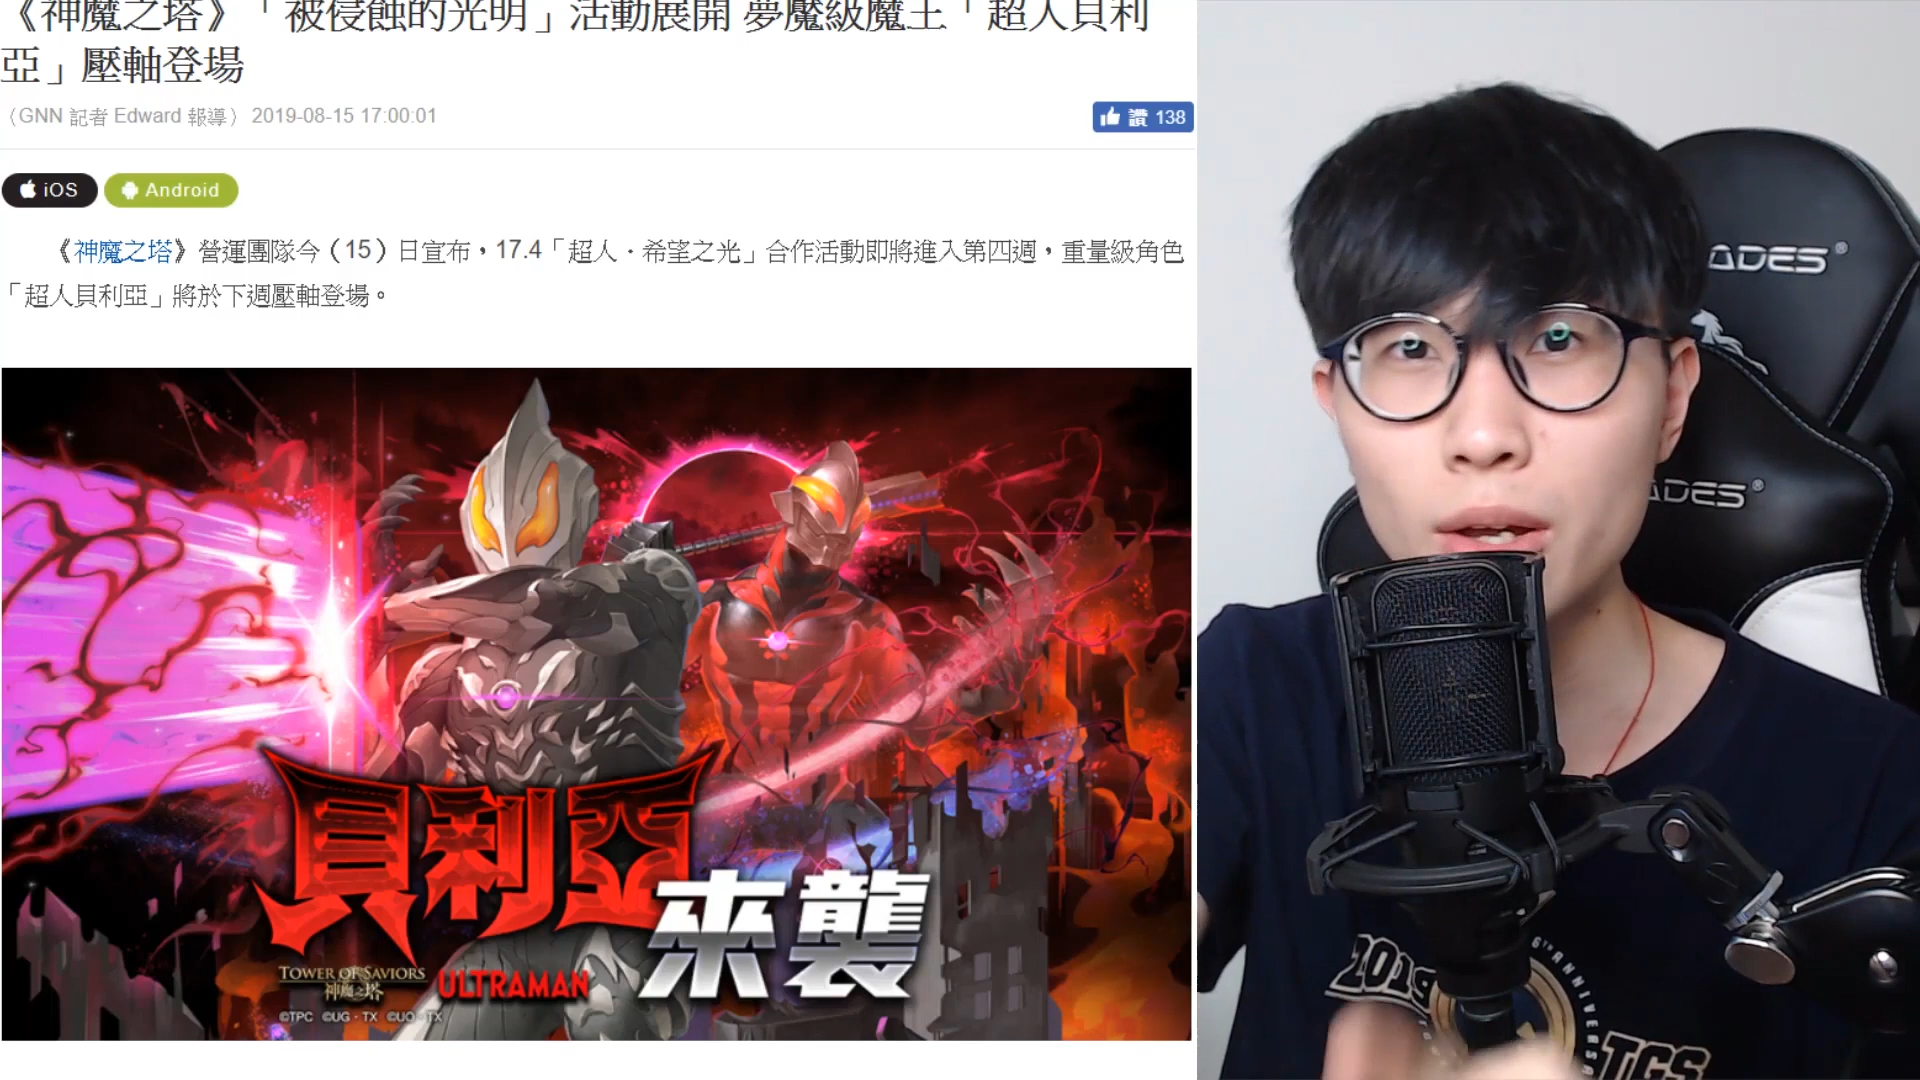 《神魔之塔》「被侵蝕的光明」活動展開 夢魘級魔王「超人貝利
亞」壓軸登場
（GNN 記者 Edward 報導） 2019-08-15 17:00:01
讚 138
iOS
Android
《神魔之塔》營運團隊今（15）日宣布，17.4「超人・希望之光」合作活動即將進入第四週，重量級角色
「超人貝利亞」將於下週壓軸登場。
貝利亞
來襲
TOWER OF SAVIORS
神魔之塔
ULTRAMAN
©TPC ©UG・TX ©UO TX
ADES®
ADES®
2019
6TH ANNIVERSA
TGS